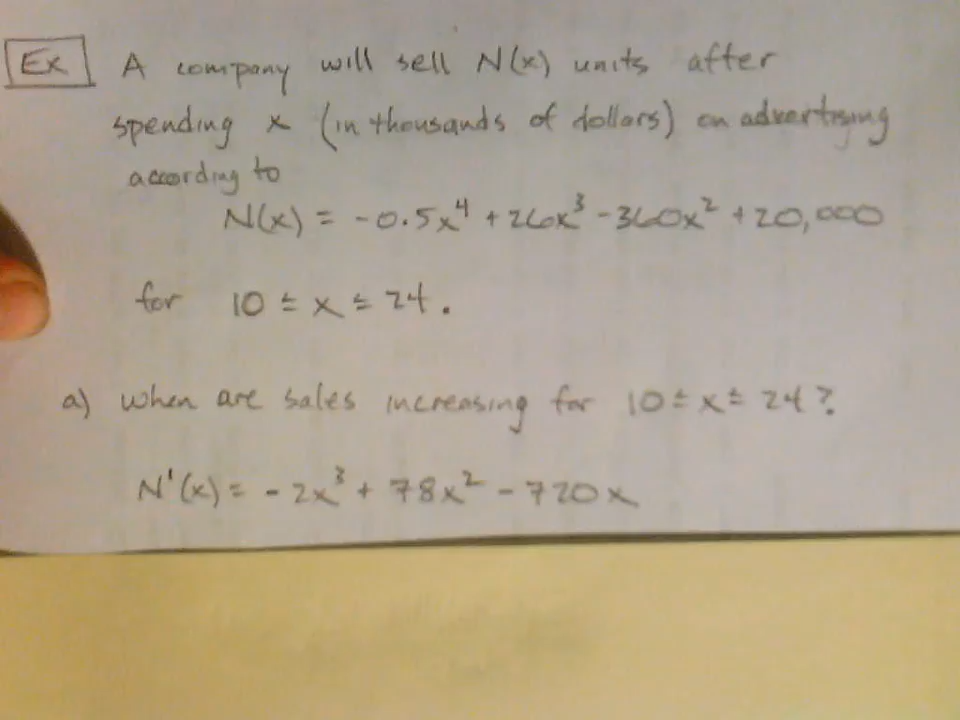 Ex A company will sell N(x) units after
spending x (in thousands of dollars) on advertising
according to
N(x) = -0.5x⁴ + 26x³ - 360x² + 20,000
for 10 ≤ x ≤ 24.
a) when are sales increasing for 10 ≤ x ≤ 24?
N'(x) = -2x³ + 78x² - 720x